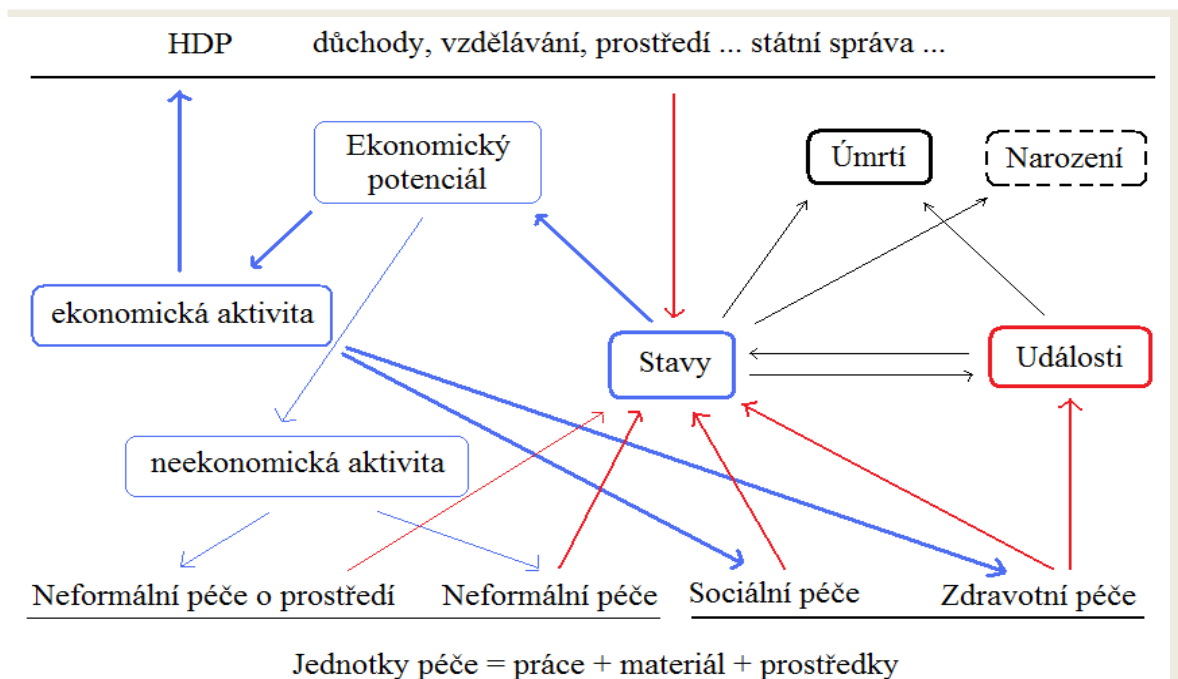 HDP důchody, vzdělávání, prostředí ... státní správa ...
Ekonomický
potenciál
Úmrtí
Narození
ekonomická aktivita
Stavy
Události
neekonomická aktivita
Neformální péče o prostředí
Neformální péče
Sociální péče
Zdravotní péče
Jednotky péče = práce + materiál + prostředky